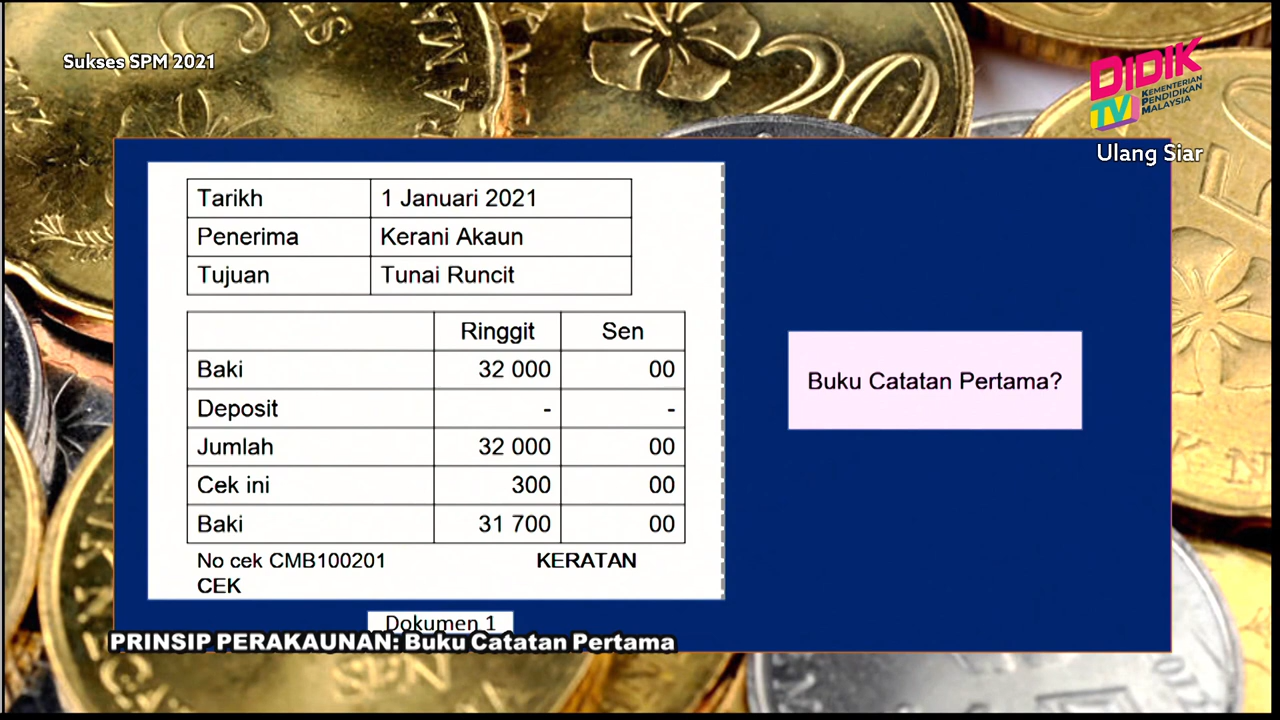 Sukses SPM 2021
DIDIK
TV
KEMENTERIAN
PENDIDIKAN
MALAYSIA
Ulang Siar
Tarikh 1 Januari 2021
Penerima Kerani Akaun
Tujuan Tunai Runcit
Ringgit Sen
Baki 32 000 00
Deposit - -
Jumlah 32 000 00
Cek ini 300 00
Baki 31 700 00
No cek CMB100201 KERATAN
CEK
Buku Catatan Pertama?
Dokumen 1
PRINSIP PERAKAUNAN: Buku Catatan Pertama